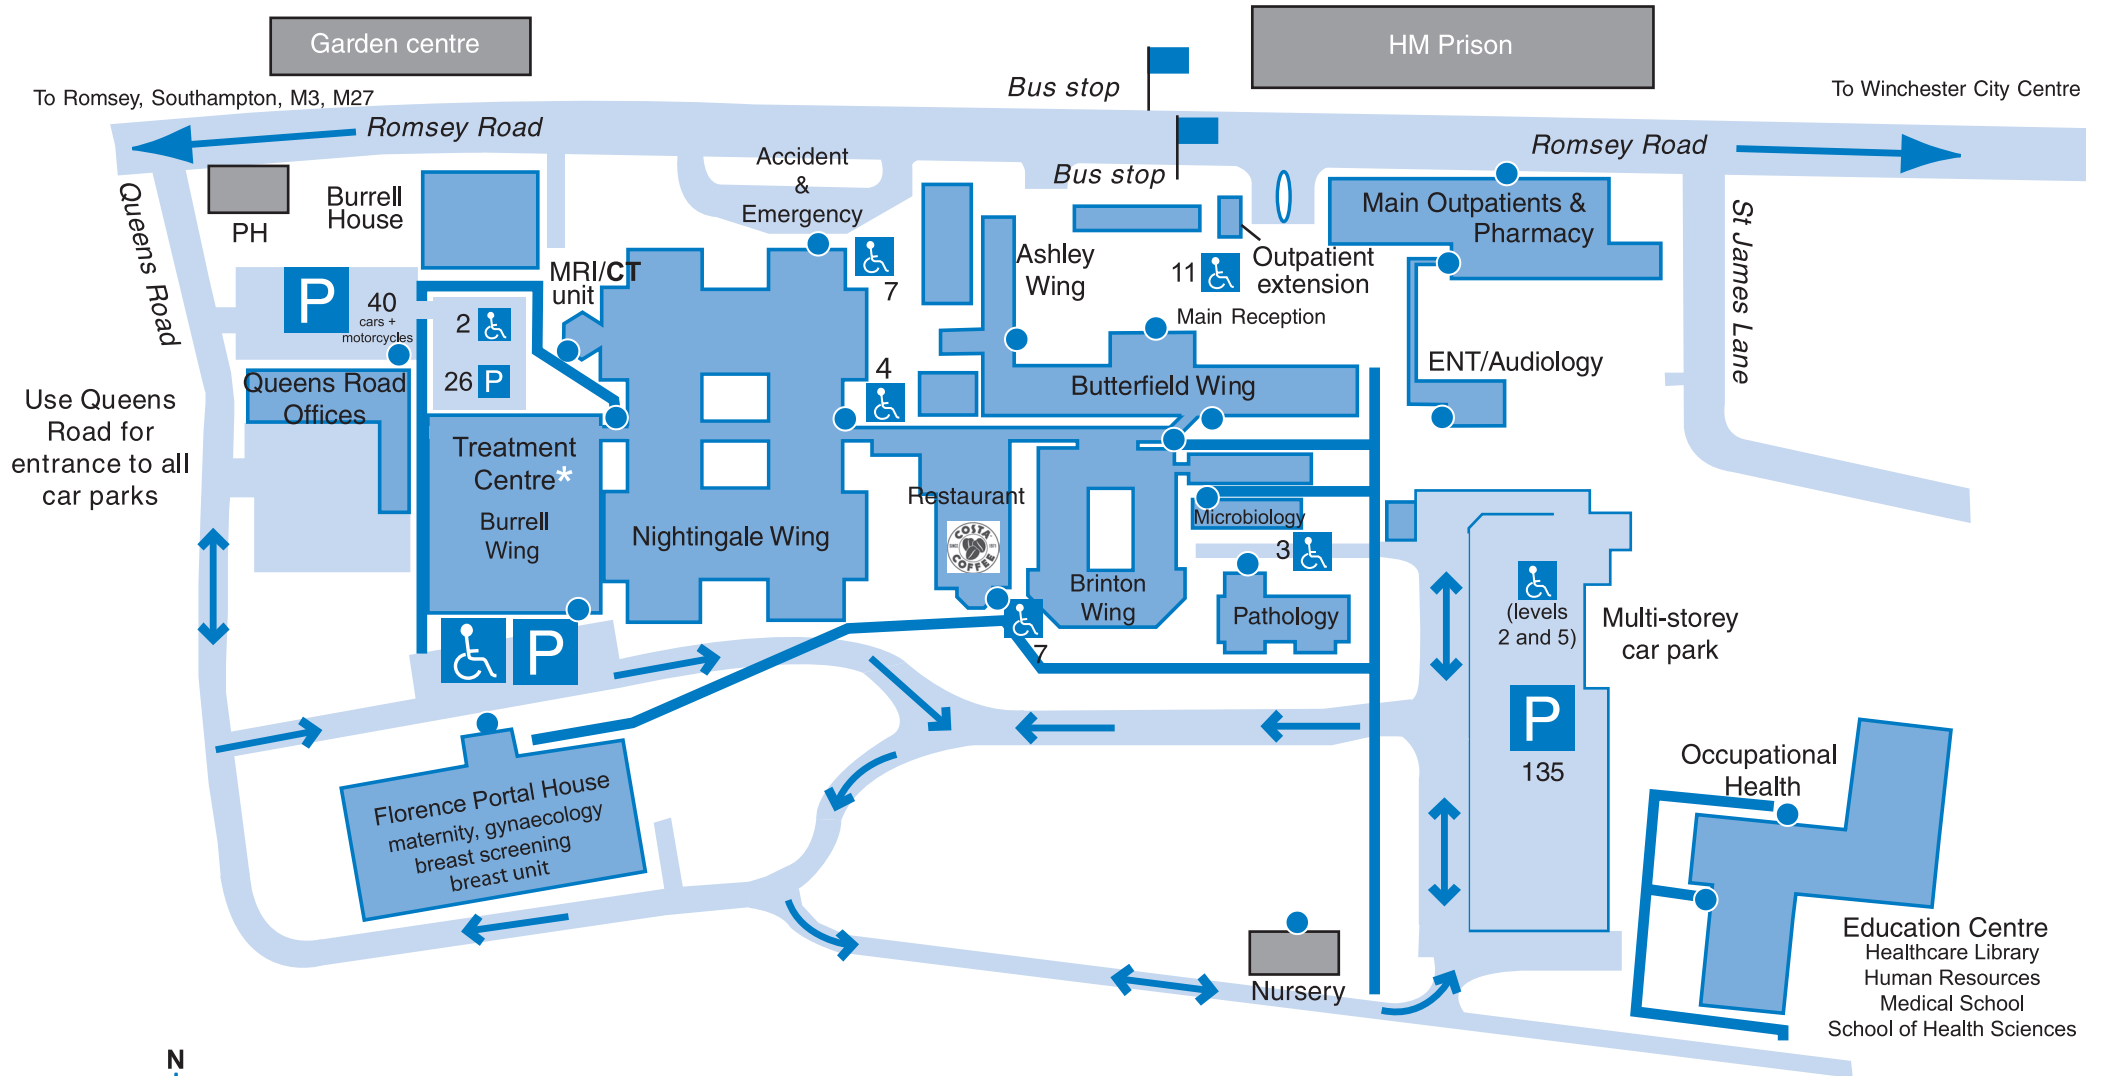 Garden centre
HM Prison
Bus stop
To Romsey, Southampton, M3, M27
To Winchester City Centre
Romsey Road
Romsey Road
Accident
&
Emergency
Bus stop
Queens Road
PH
Burrell
House
Main Outpatients &
Pharmacy
St James Lane
MRI/CT
unit
7
Ashley
Wing
11
Outpatient
extension
P
40
cars +
motorcycles
2
26 P
Main Reception
4
Butterfield Wing
ENT/Audiology
Queens Road
Offices
Use Queens
Road for
entrance to all
car parks
Treatment
Centre*
Burrell
Wing
Nightingale Wing
Restaurant
COSTA
COFFEE
Microbiology
3
Brinton
Wing
Pathology
(levels
2 and 5)
Multi-storey
car park
P
7
P
135
Florence Portal House
maternity, gynaecology
breast screening
breast unit
Occupational
Health
Nursery
Education Centre
Healthcare Library
Human Resources
Medical School
School of Health Sciences
N